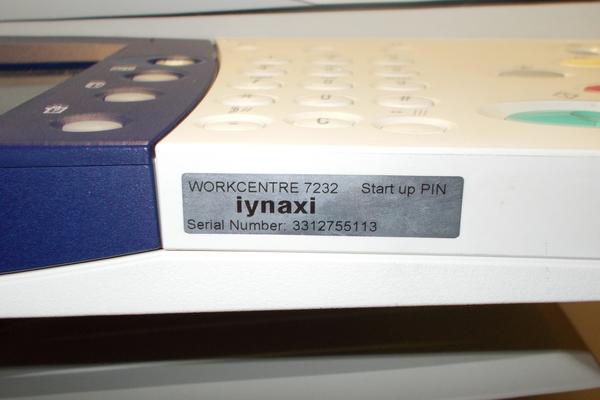 WORKCENTRE 7232 Start up PIN
iynaxi
Serial Number: 3312755113
C